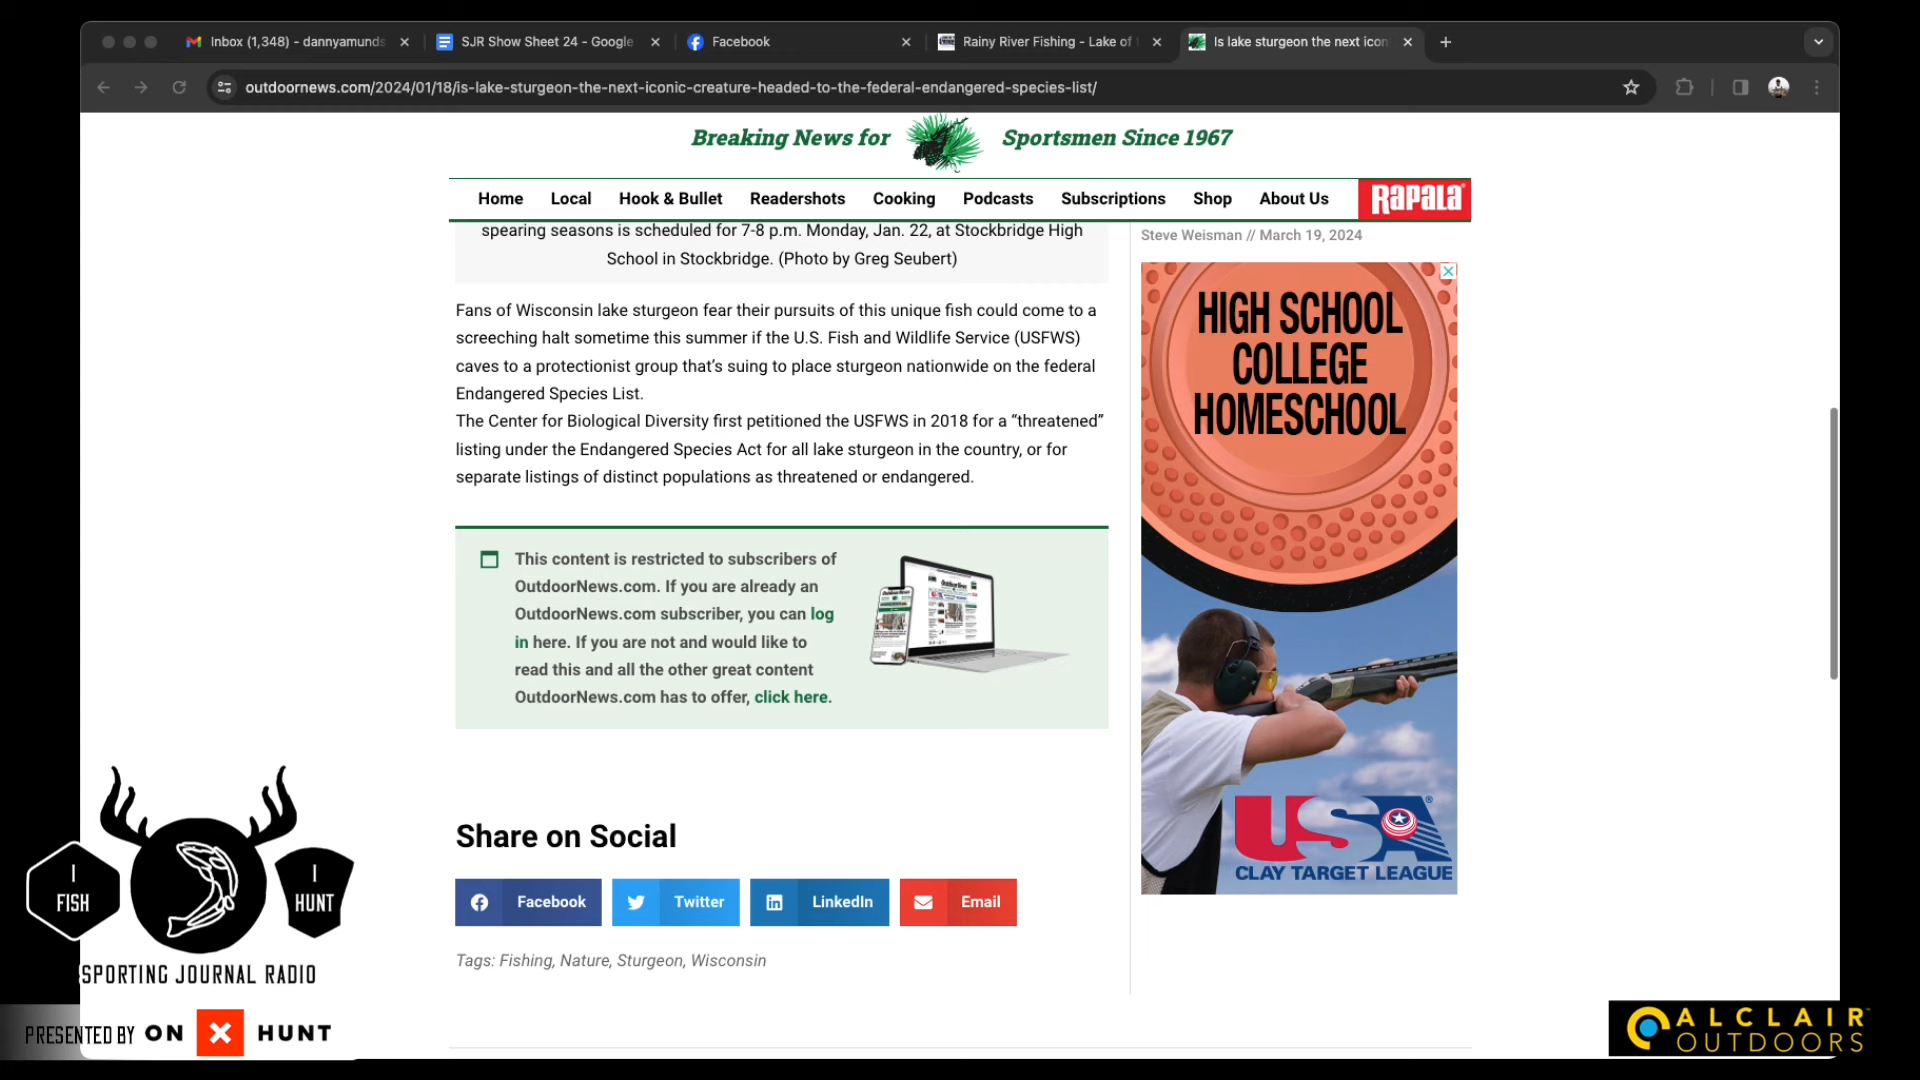 Inbox (1,348) - dannyamunds
SJR Show Sheet 24 - Google
Facebook
Rainy River Fishing - Lake of
Is lake sturgeon the next icon
outdoornews.com/2024/01/18/is-lake-sturgeon-the-next-iconic-creature-headed-to-the-federal-endangered-species-list/
Breaking News for Sportsmen Since 1967
Home Local Hook & Bullet Readershots Cooking Podcasts Subscriptions Shop About Us RAPALA
spearing seasons is scheduled for 7-8 p.m. Monday, Jan. 22, at Stockbridge High
School in Stockbridge. (Photo by Greg Seubert)
Fans of Wisconsin lake sturgeon fear their pursuits of this unique fish could come to a
screeching halt sometime this summer if the U.S. Fish and Wildlife Service (USFWS)
caves to a protectionist group that’s suing to place sturgeon nationwide on the federal
Endangered Species List.
The Center for Biological Diversity first petitioned the USFWS in 2018 for a “threatened”
listing under the Endangered Species Act for all lake sturgeon in the country, or for
separate listings of distinct populations as threatened or endangered.
This content is restricted to subscribers of
OutdoorNews.com. If you are already an
OutdoorNews.com subscriber, you can log
in here. If you are not and would like to
read this and all the other great content
OutdoorNews.com has to offer, click here.
Share on Social
Facebook Twitter LinkedIn Email
Tags: Fishing, Nature, Sturgeon, Wisconsin
Steve Weisman // March 19, 2024
HIGH SCHOOL
COLLEGE
HOMESCHOOL
USA
CLAY TARGET LEAGUE
I
FISH
I
HUNT
SPORTING JOURNAL RADIO
PRESENTED BY ON X HUNT
ALCLAIR
OUTDOORS